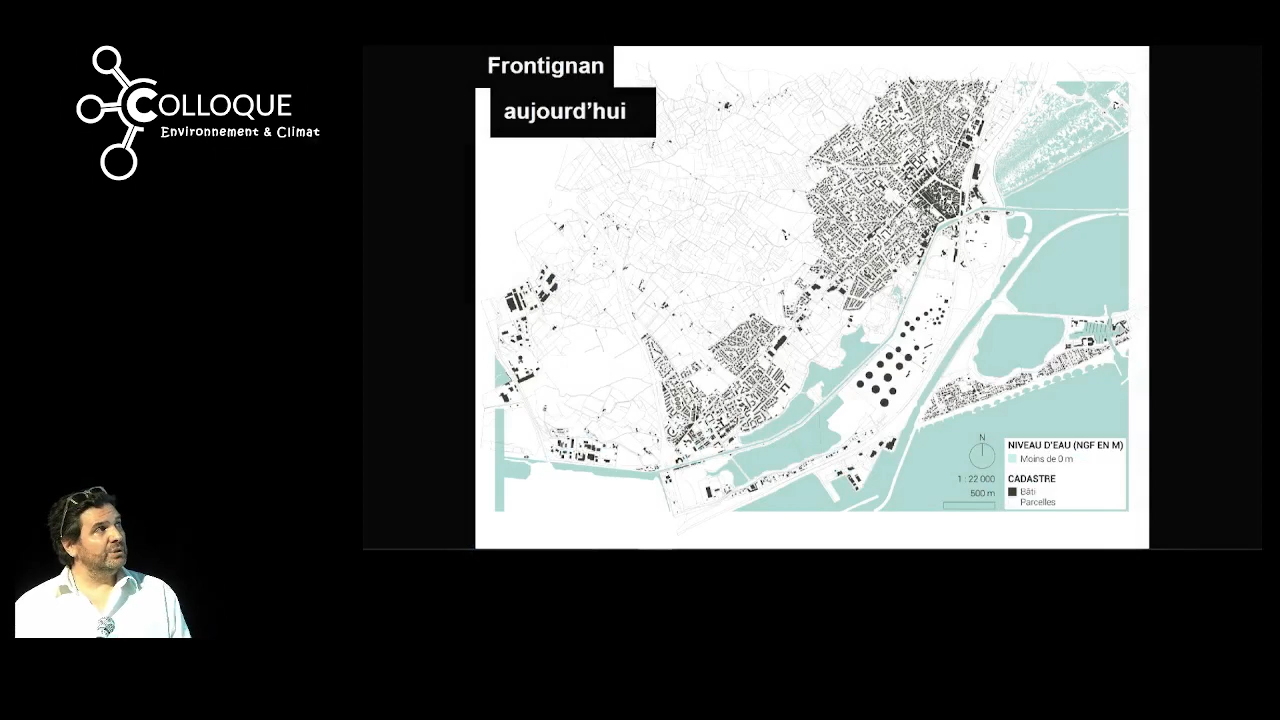 COLLOQUE
Environnement & Climat
Frontignan
aujourd'hui
N
1 : 22 000
500 m
NIVEAU D'EAU (NGF EN M)
Moins de 0 m
CADASTRE
Bâti
Parcelles